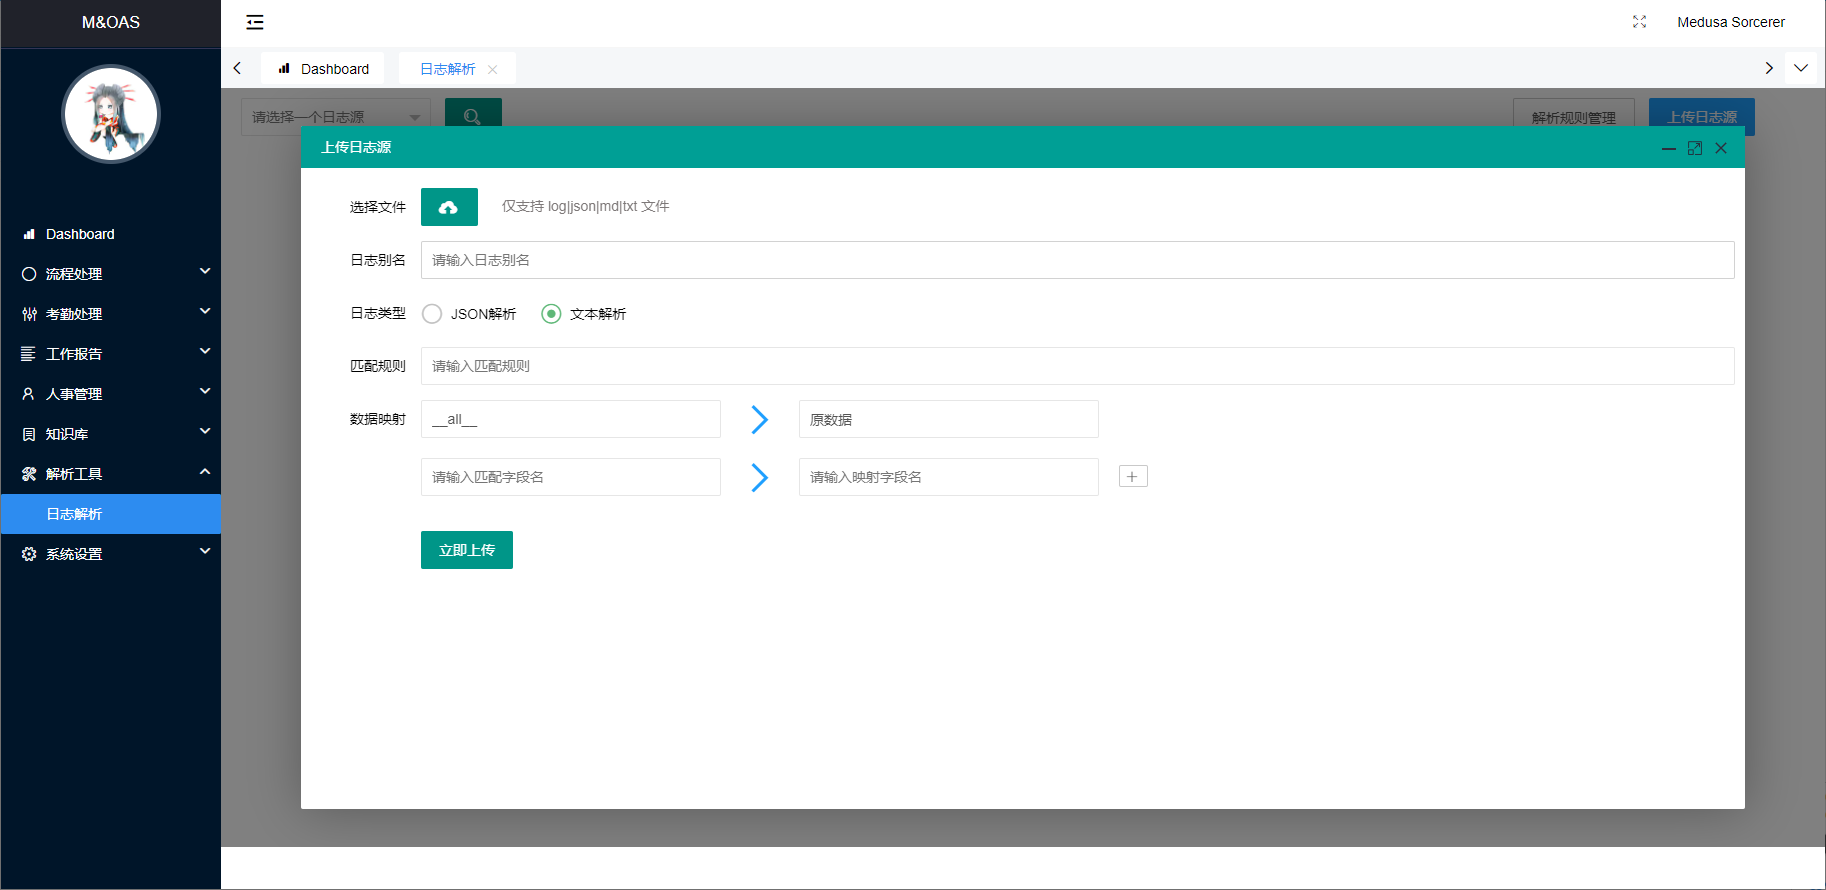 M&OAS
Medusa Sorcerer
Dashboard
日志解析
请选择一个日志源
解析规则管理
上传日志源
上传日志源
选择文件
仅支持 log|json|md|txt 文件
日志别名
请输入日志别名
日志类型
JSON解析
文本解析
匹配规则
请输入匹配规则
数据映射
__all__
原数据
请输入匹配字段名
请输入映射字段名
立即上传
Dashboard
流程处理
考勤处理
工作报告
人事管理
知识库
解析工具
日志解析
系统设置